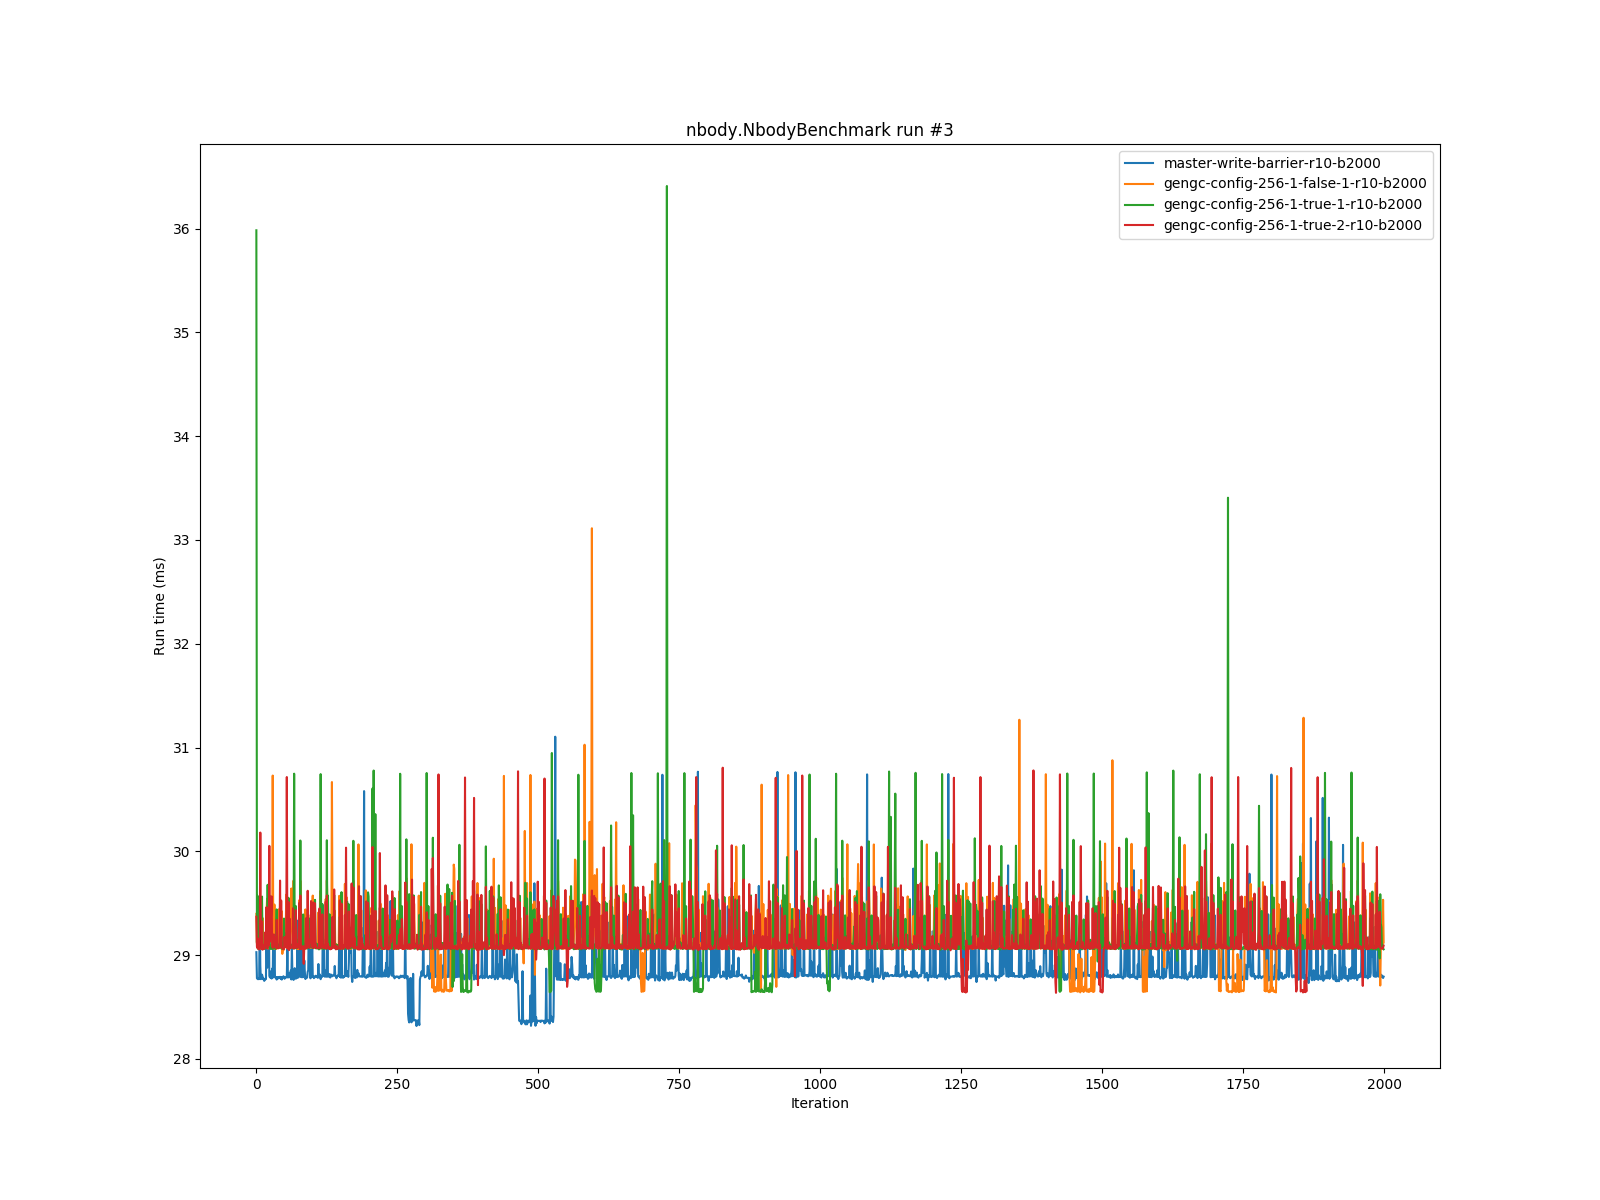 nbody.NbodyBenchmark run #3
master-write-barrier-r10-b2000
gengc-config-256-1-false-1-r10-b2000
gengc-config-256-1-true-1-r10-b2000
gengc-config-256-1-true-2-r10-b2000
36
35
34
33
32
31
30
29
28
Run time (ms)
0 250 500 750 1000 1250 1500 1750 2000
Iteration